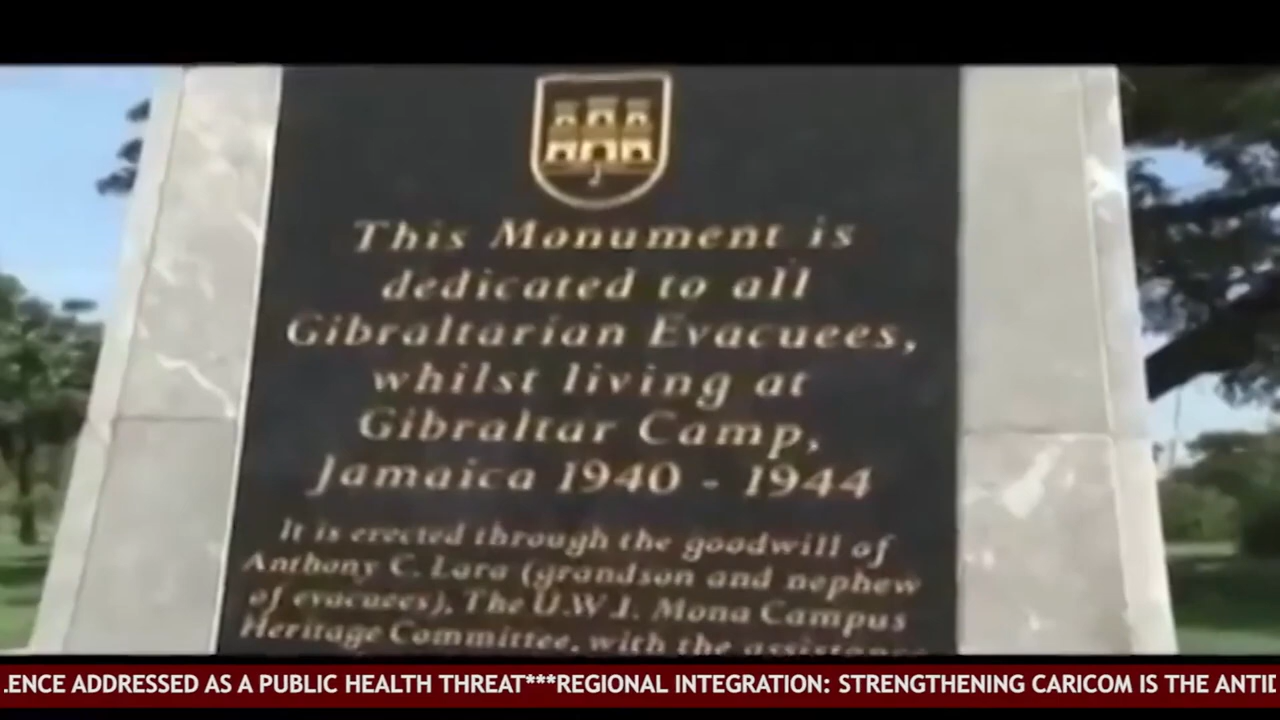 This Monument is
dedicated to all
Gibraltarian Evacuees,
whilst living at
Gibraltar Camp,
Jamaica 1940 - 1944
It is erected through the goodwill of
Anthony C. Lara (grandson and nephew
of evacuees), The U.W.I. Mona Campus
Heritage Committee, with the assistance
.ENCE ADDRESSED AS A PUBLIC HEALTH THREAT***REGIONAL INTEGRATION: STRENGTHENING CARICOM IS THE ANTID